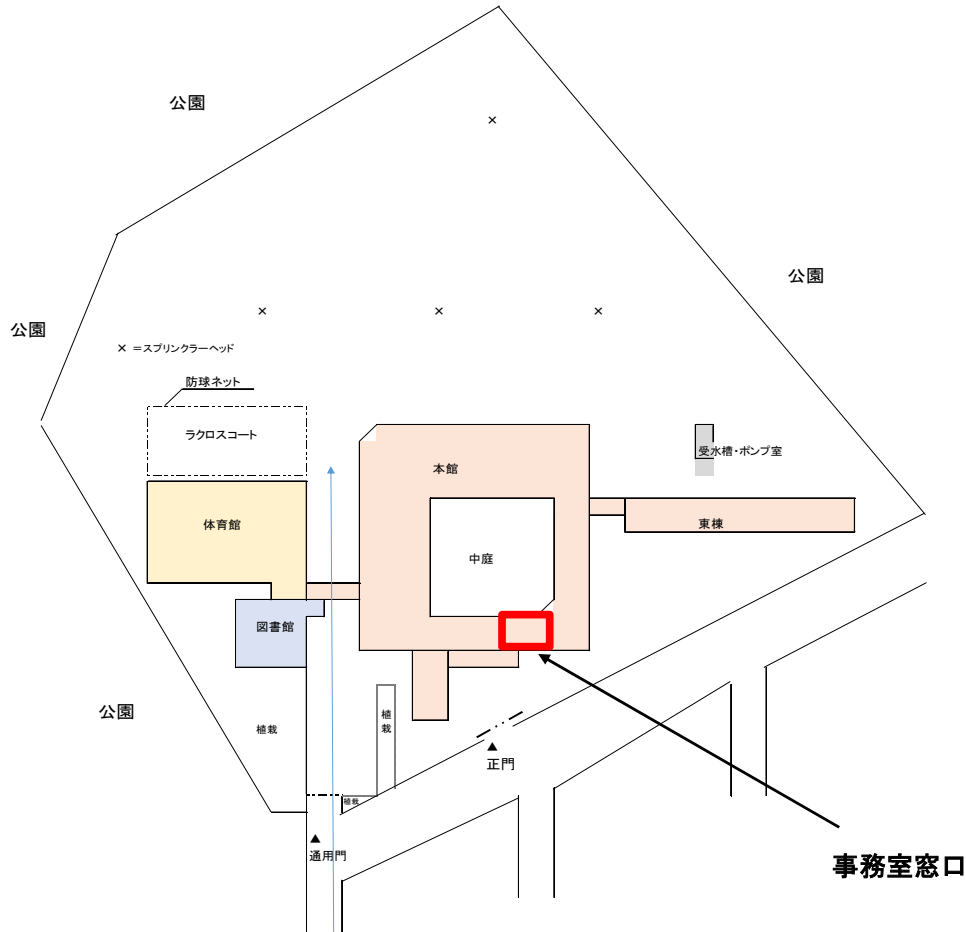 公園
×
公園
×
×
×
公園
× ＝スプリンクラーヘッド
防球ネット
ラクロスコート
受水槽・ポンプ室
本館
体育館
東棟
中庭
図書館
公園
植栽
植
栽
▲
正門
植栽
▲
通用門
事務室窓口